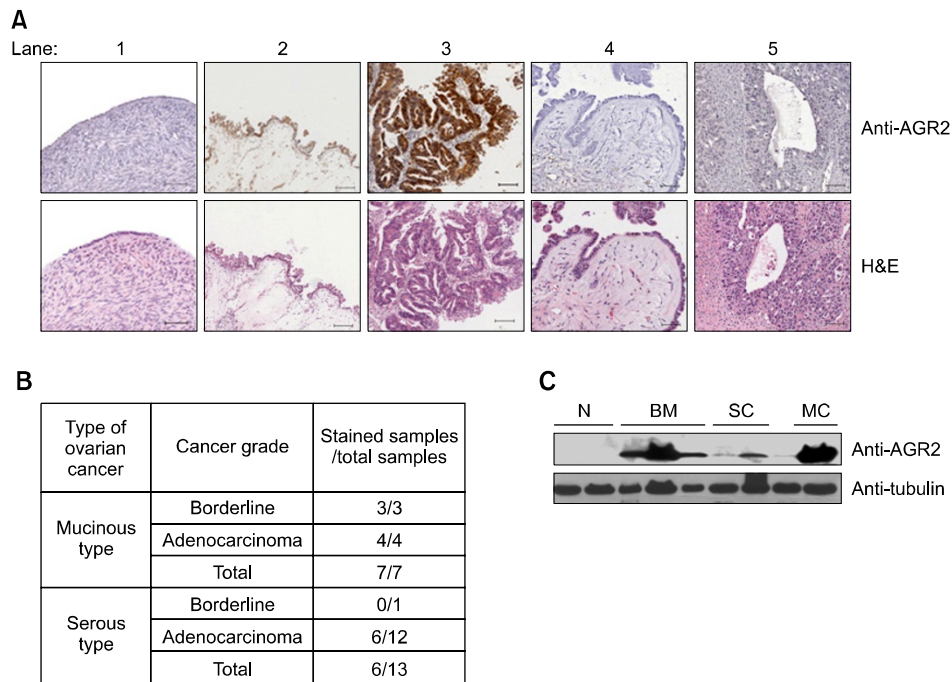 A
Lane: 1 2 3 4 5
Anti-AGR2
H&E
B
Type of
ovarian
cancer
Cancer grade
Stained samples
/total samples
Mucinous
type
Borderline 3/3
Adenocarcinoma 4/4
Total 7/7
Serous
type
Borderline 0/1
Adenocarcinoma 6/12
Total 6/13
C
N BM SC MC
Anti-AGR2
Anti-tubulin